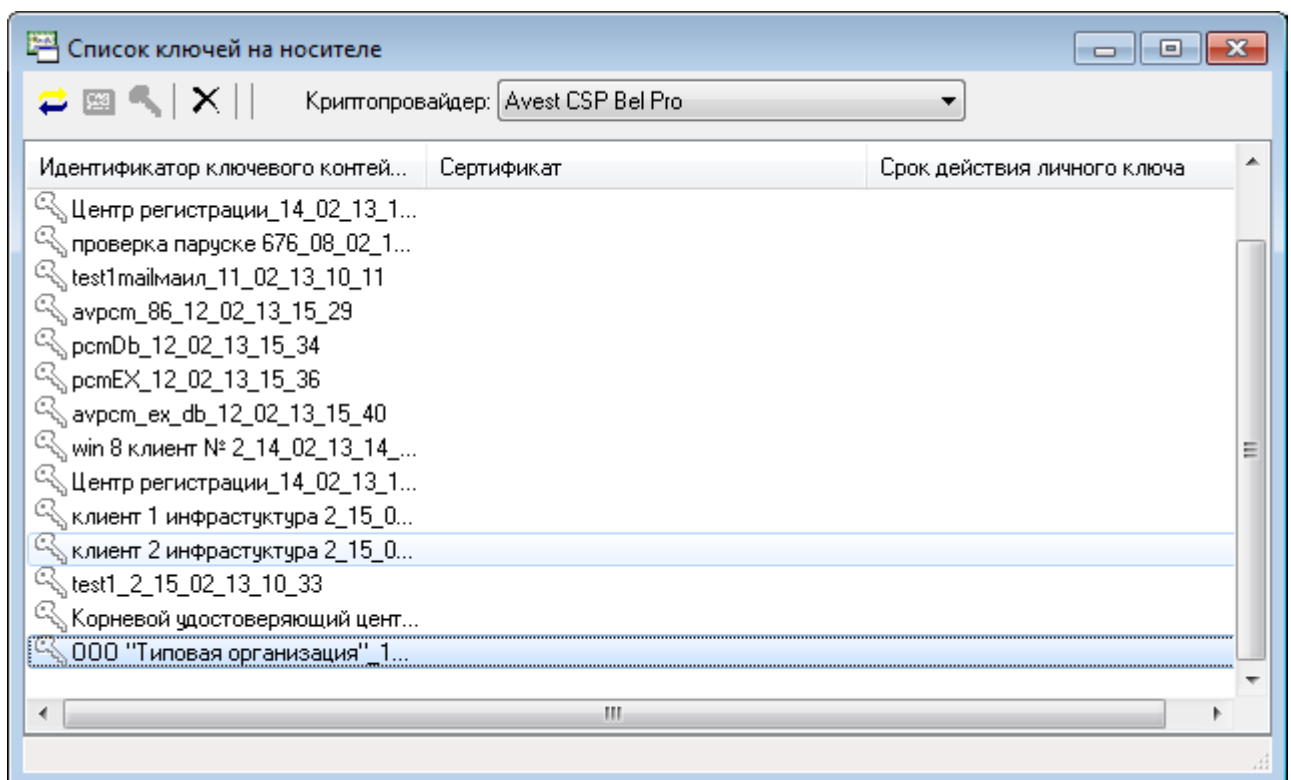 Список ключей на носителе
Криптопровайдер: Avest CSP Bel Pro
Идентификатор ключевого контей... Сертификат Срок действия личного ключа
Центр регистрации_14_02_13_1...
проверка паруске 676_08_02_1...
test1mailмаил_11_02_13_10_11
avpcm_86_12_02_13_15_29
pcmDb_12_02_13_15_34
pcmEX_12_02_13_15_36
avpcm_ex_db_12_02_13_15_40
win 8 клиент № 2_14_02_13_14_...
Центр регистрации_14_02_13_1...
клиент 1 инфрастуктура 2_15_0...
клиент 2 инфрастуктура 2_15_0...
test1_2_15_02_13_10_33
Корневой удостоверяющий цент...
ООО "Типовая организация"_1...